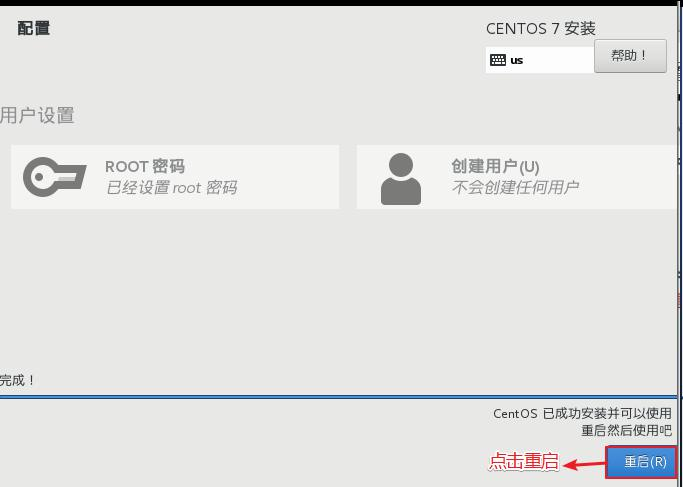 配置
CENTOS 7 安装
us
帮助！
用户设置
ROOT 密码
已经设置 root 密码
创建用户(U)
不会创建任何用户
完成！
CentOS 已成功安装并可以使用
重启然后使用吧
点击重启
重启(R)